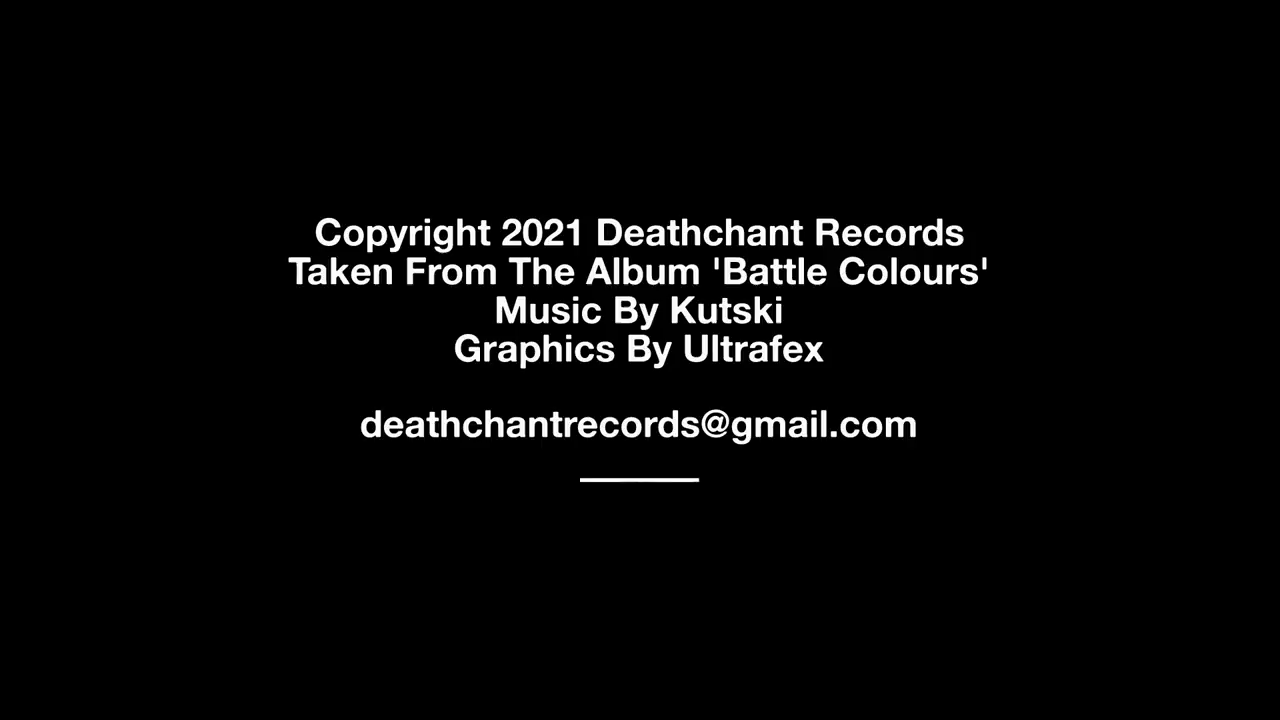 Copyright 2021 Deathchant Records
Taken From The Album 'Battle Colours'
Music By Kutski
Graphics By Ultrafex
deathchantrecords@gmail.com